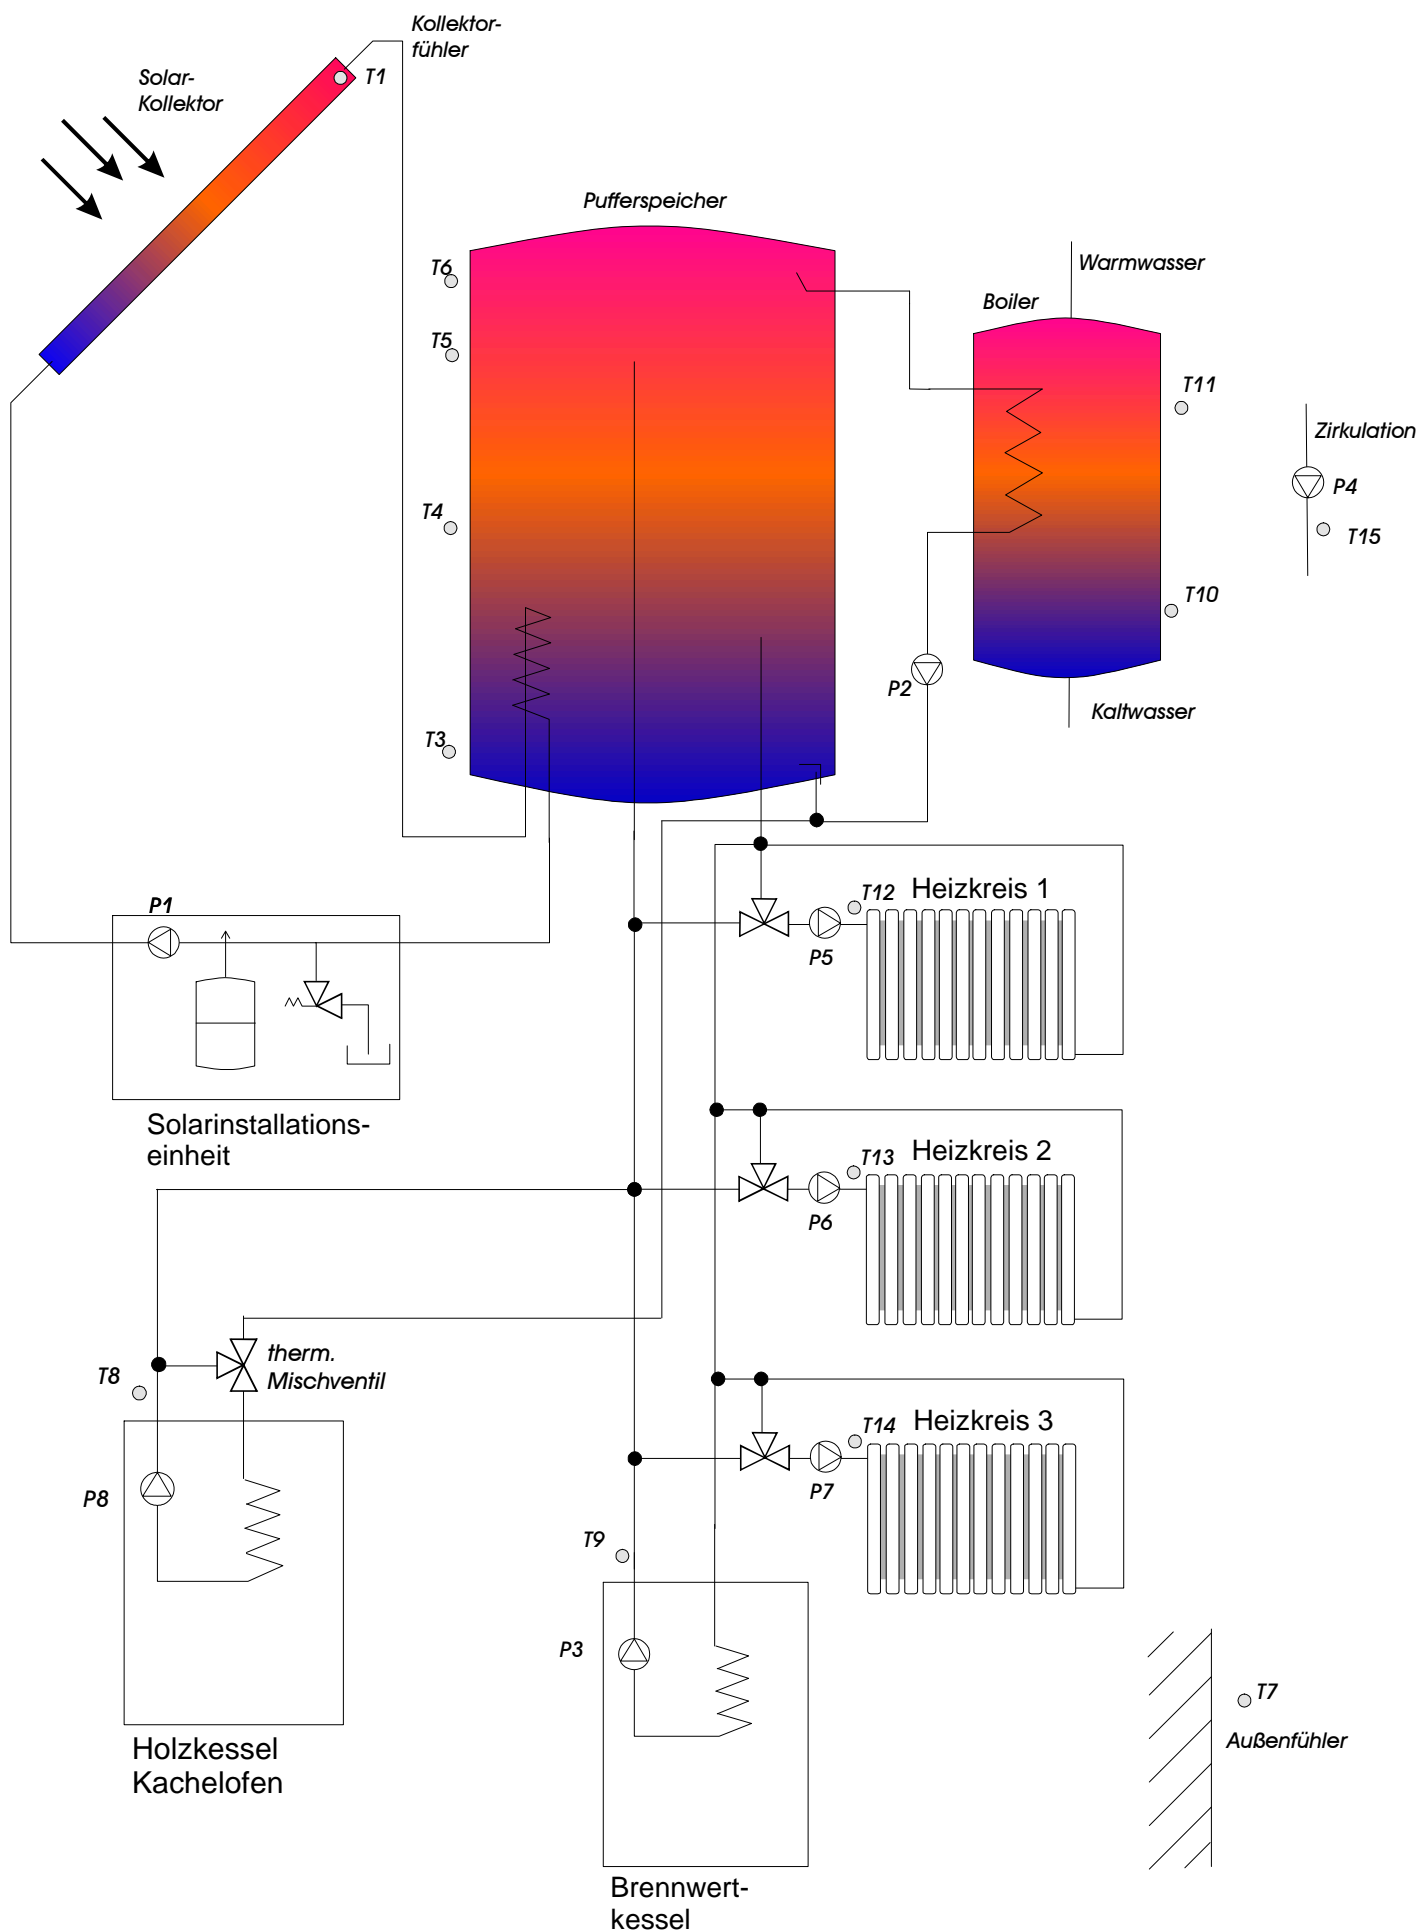 Kollektor-
fühler
Solar-
Kollektor
T1
Pufferspeicher
Warmwasser
T6
Boiler
T5
T11
Zirkulation
P4
T4
T15
T10
P2
Kaltwasser
T3
P1
T12
Heizkreis 1
P5
Solarinstallations-
einheit
T13
Heizkreis 2
P6
therm.
Mischventil
T8
T14
Heizkreis 3
P7
P8
T9
P3
T7
Außenfühler
Holzkessel
Kachelofen
Brennwert-
kessel